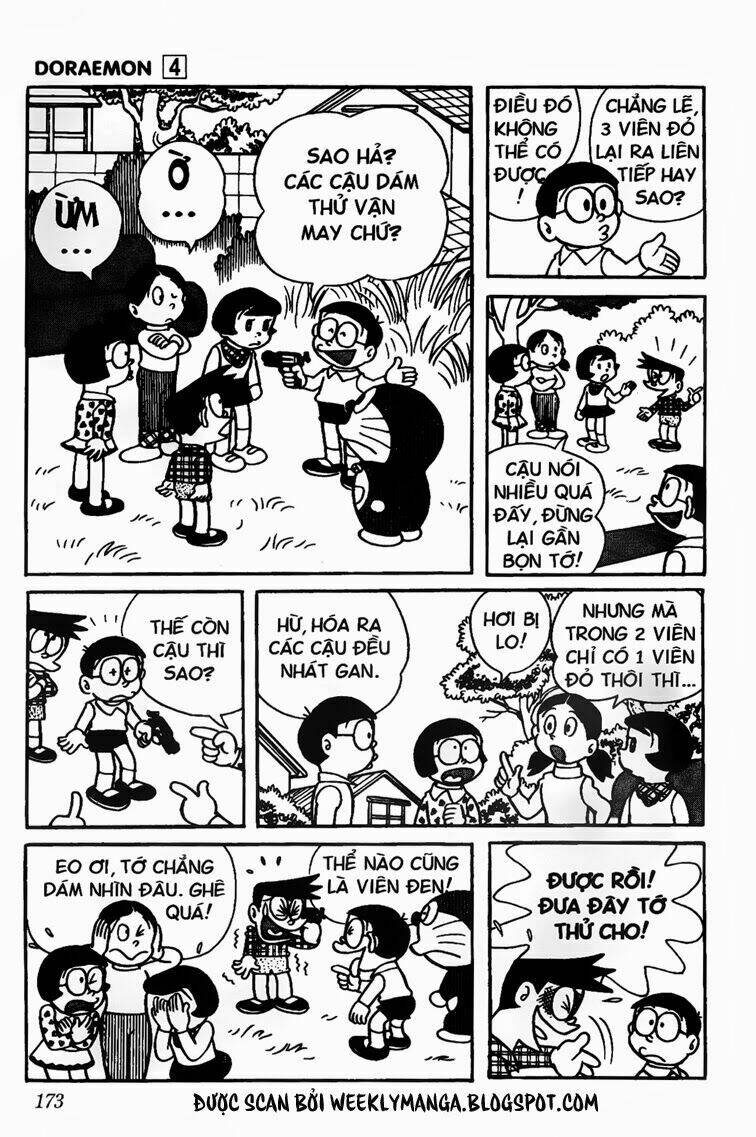 DORAEMON 4
ỪM
...
Ờ
...
SAO HẢ?
CÁC CẬU DÁM
THỬ VẬN
MAY CHỨ?
ĐIỀU ĐÓ
KHÔNG
THỂ CÓ
ĐƯỢC
!
CHẲNG LẼ,
3 VIÊN ĐỎ
LẠI RA LIÊN
TIẾP HAY
SAO?
CẬU NÓI
NHIỀU QUÁ
ĐẤY, ĐỪNG
LẠI GẦN
BỌN TỚ!
THẾ CÒN
CẬU THÌ
SAO?
HỪ, HÓA RA
CÁC CẬU ĐỀU
NHÁT GAN.
HƠI BỊ
LO!
NHƯNG MÀ
TRONG 2 VIÊN
CHỈ CÓ 1 VIÊN
ĐỎ THÔI THÌ...
EO ƠI, TỚ CHẲNG
DÁM NHÌN ĐÂU. GHÊ
QUÁ!
THỂ NÀO CŨNG
LÀ VIÊN ĐEN!
ĐƯỢC RỒI!
ĐƯA ĐÂY TỚ
THỬ CHO!
173
ĐƯỢC SCAN BỞI WEEKLYMANGA.BLOGSPOT.COM